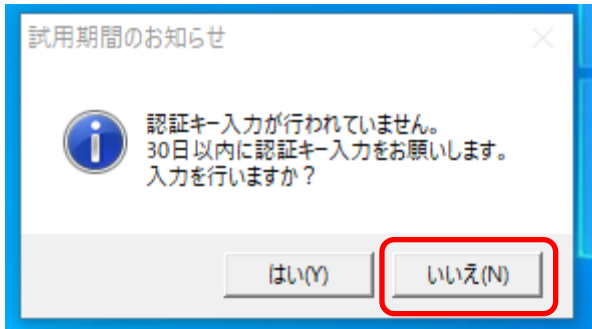 試用期間のお知らせ
認証キー入力が行われていません。
30日以内に認証キー入力をお願いします。
入力を行いますか？
はい(Y)
いいえ(N)